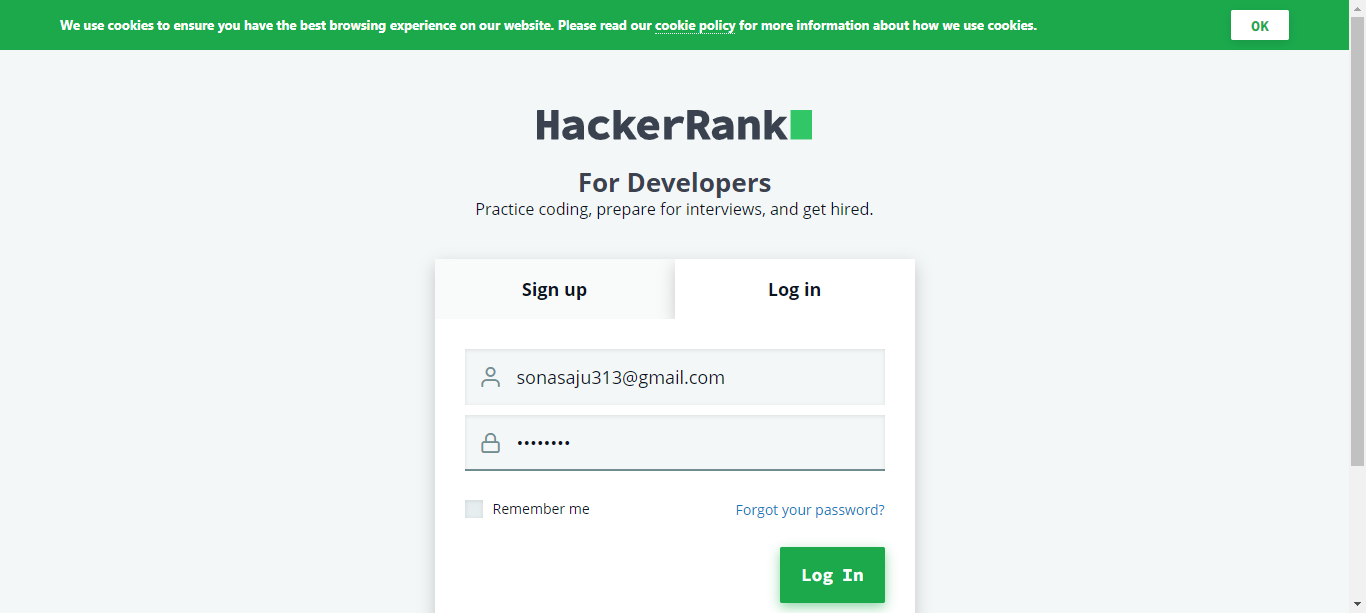 We use cookies to ensure you have the best browsing experience on our website. Please read our cookie policy for more information about how we use cookies.
OK
HackerRank
For Developers
Practice coding, prepare for interviews, and get hired.
Sign up
Log in
sonasaju313@gmail.com
••••••••
Remember me
Forgot your password?
Log In